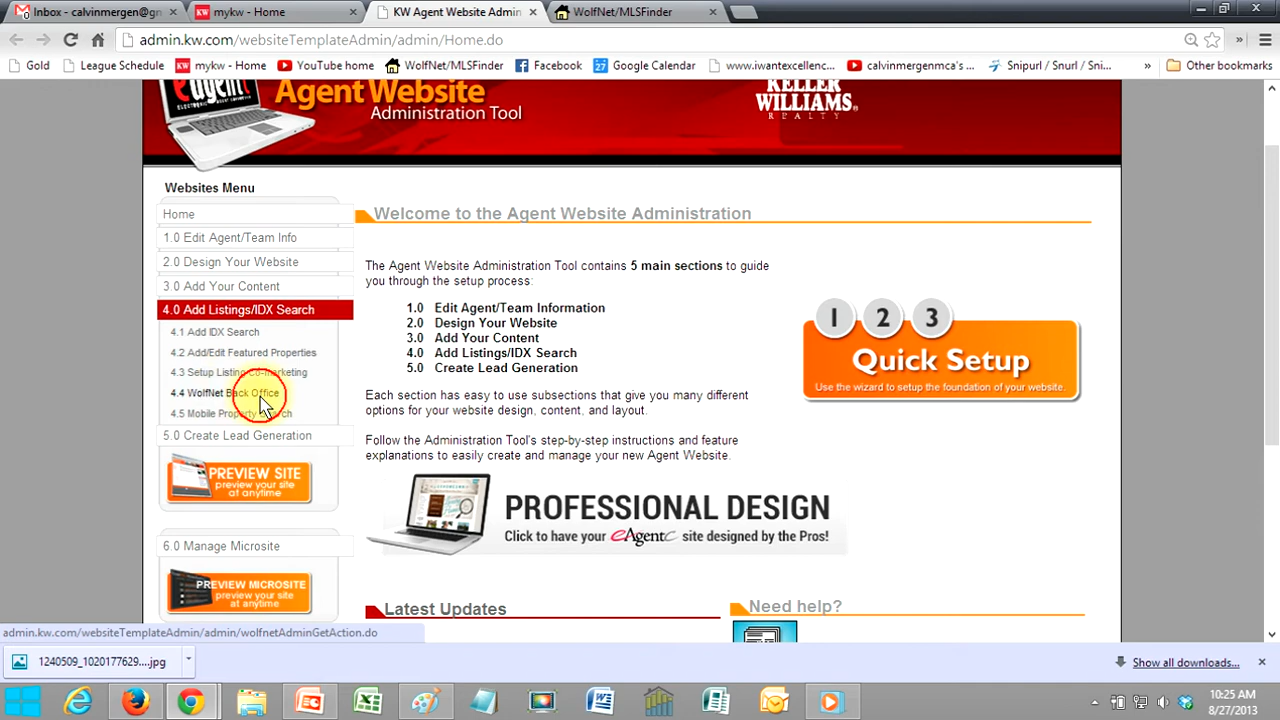 Inbox - calvinmergen@gm
mykw - Home
KW Agent Website Admin
WolfNet/MLSFinder
admin.kw.com/websiteTemplateAdmin/admin/Home.do
Gold
League Schedule
mykw - Home
YouTube home
WolfNet/MLSFinder
Facebook
Google Calendar
www.iwantexcellenc...
calvinmergenmca's ...
Snipurl / Snurl / Sni...
Other bookmarks
eAgent
Agent Website
Administration Tool
KELLER
WILLIAMS
REALTY
Websites Menu
Home
1.0 Edit Agent/Team Info
2.0 Design Your Website
3.0 Add Your Content
4.0 Add Listings/IDX Search
4.1 Add IDX Search
4.2 Add/Edit Featured Properties
4.3 Setup Listing Co-marketing
4.4 WolfNet Back Office
4.5 Mobile Property Search
5.0 Create Lead Generation
PREVIEW SITE
preview your site
at anytime
6.0 Manage Microsite
PREVIEW MICROSITE
preview your site
at anytime
Welcome to the Agent Website Administration
The Agent Website Administration Tool contains 5 main sections to guide
you through the setup process:
1.0 Edit Agent/Team Information
2.0 Design Your Website
3.0 Add Your Content
4.0 Add Listings/IDX Search
5.0 Create Lead Generation
Each section has easy to use subsections that give you many different
options for your website design, content, and layout.
Follow the Administration Tool's step-by-step instructions and feature
explanations to easily create and manage your new Agent Website.
1 2 3
Quick Setup
Use the wizard to setup the foundation of your website.
PROFESSIONAL DESIGN
Click to have your eAgentC site designed by the Pros!
Latest Updates
Need help?
admin.kw.com/websiteTemplateAdmin/admin/wolfnetAdminGetAction.do
1240509_1020177629....jpg
Show all downloads...
10:25 AM
8/27/2013